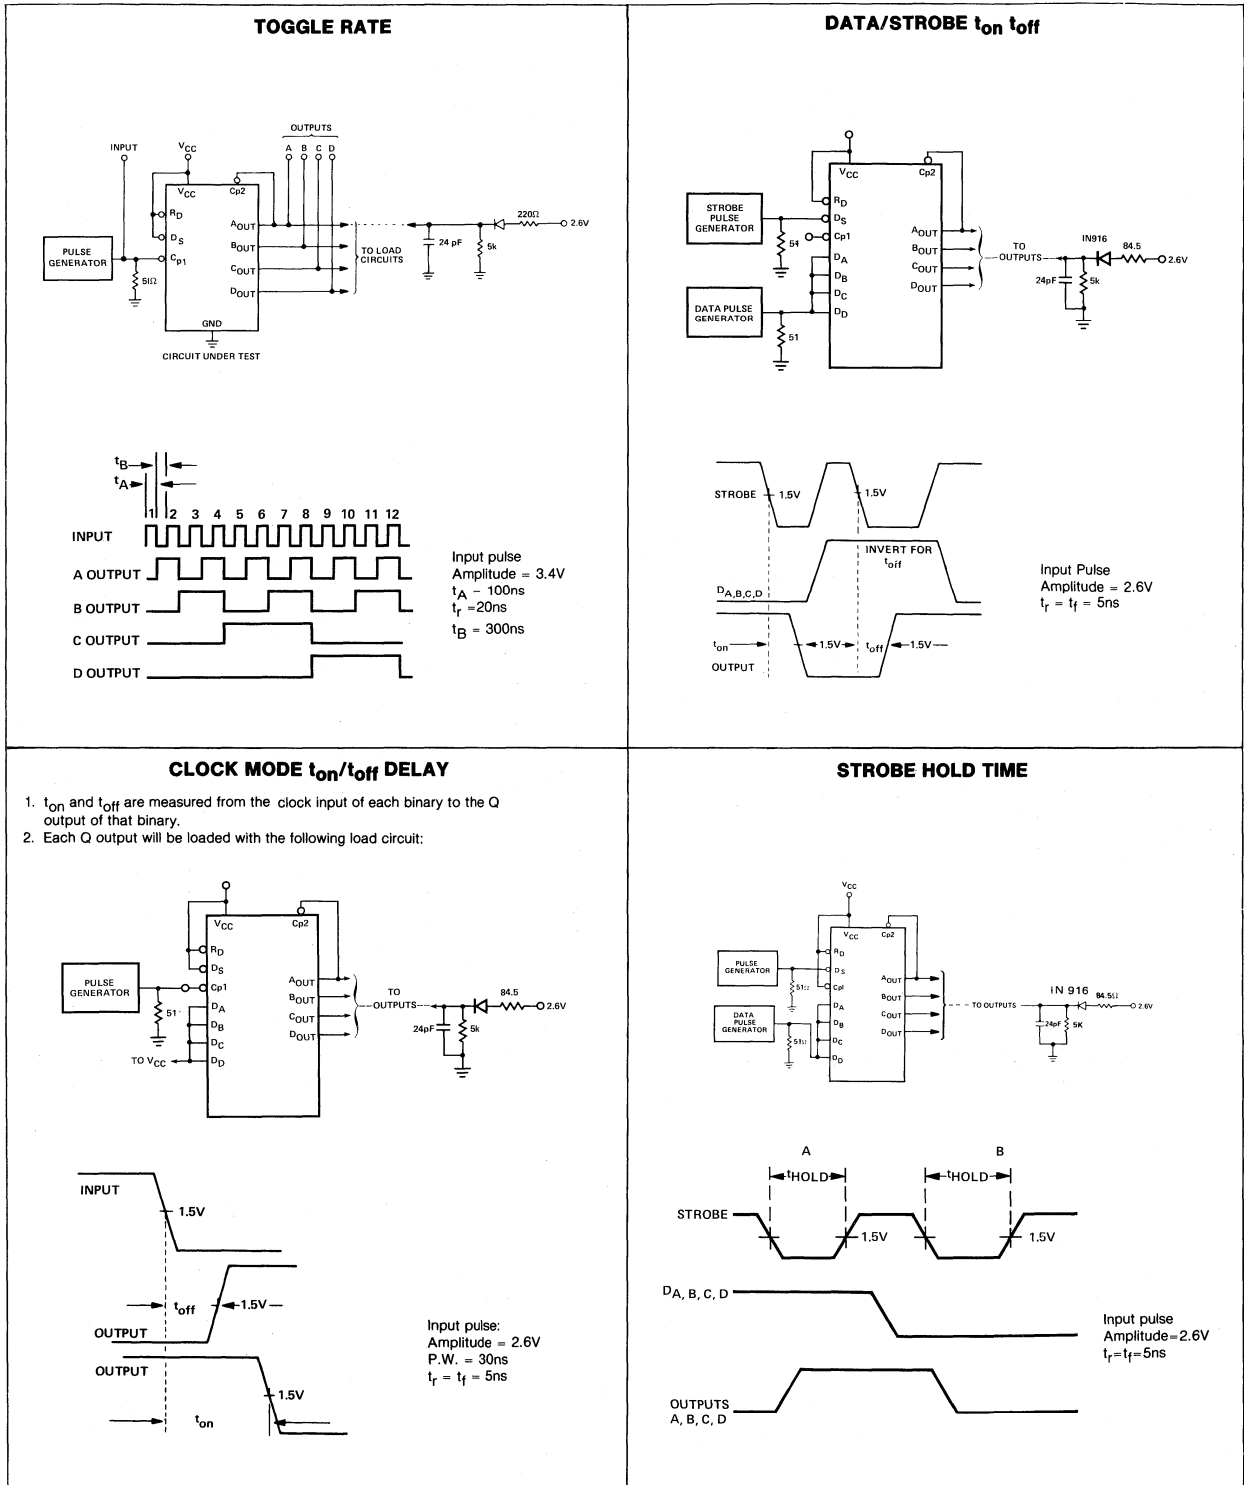 TOGGLE RATE
OUTPUTS
INPUT
VCC
A B C D
VCC
Cp2
RD
DS
Cp1
AOUT
BOUT
COUT
DOUT
PULSE
GENERATOR
51Ω
GND
CIRCUIT UNDER TEST
TO LOAD
CIRCUITS
24 pF
5k
220Ω
2.6V
tB
tA
1 2 3 4 5 6 7 8 9 10 11 12
INPUT
A OUTPUT
B OUTPUT
C OUTPUT
D OUTPUT
Input pulse
Amplitude = 3.4V
tA – 100ns
tr =20ns
tB = 300ns
DATA/STROBE ton toff
VCC
Cp2
RD
DS
Cp1
DA
DB
DC
DD
AOUT
BOUT
COUT
DOUT
STROBE
PULSE
GENERATOR
51
DATA PULSE
GENERATOR
51
TO
OUTPUTS
IN916
84.5
2.6V
24pF
5k
STROBE
1.5V
1.5V
INVERT FOR
toff
DA,B,C,D
ton
1.5V
toff
1.5V
OUTPUT
Input Pulse
Amplitude = 2.6V
tr = tf = 5ns
CLOCK MODE ton/toff DELAY
1. ton and toff are measured from the clock input of each binary to the Q
output of that binary.
2. Each Q output will be loaded with the following load circuit:
VCC
Cp2
RD
DS
Cp1
DA
DB
DC
DD
AOUT
BOUT
COUT
DOUT
PULSE
GENERATOR
51
TO VCC
TO
OUTPUTS
84.5
2.6V
24pF
5k
INPUT
1.5V
toff
1.5V
OUTPUT
OUTPUT
1.5V
ton
Input pulse:
Amplitude = 2.6V
P.W. = 30ns
tr = tf = 5ns
STROBE HOLD TIME
VCC
VCC
Cp2
RD
DS
Cpl
DA
DB
DC
DD
AOUT
BOUT
COUT
DOUT
PULSE
GENERATOR
51Ω
DATA
PULSE
GENERATOR
51Ω
TO OUTPUTS
IN 916
84.5Ω
2.6V
24pF
5K
A
B
tHOLD
tHOLD
STROBE
1.5V
1.5V
DA, B, C, D
OUTPUTS
A, B, C, D
Input pulse
Amplitude=2.6V
tr=tf=5ns